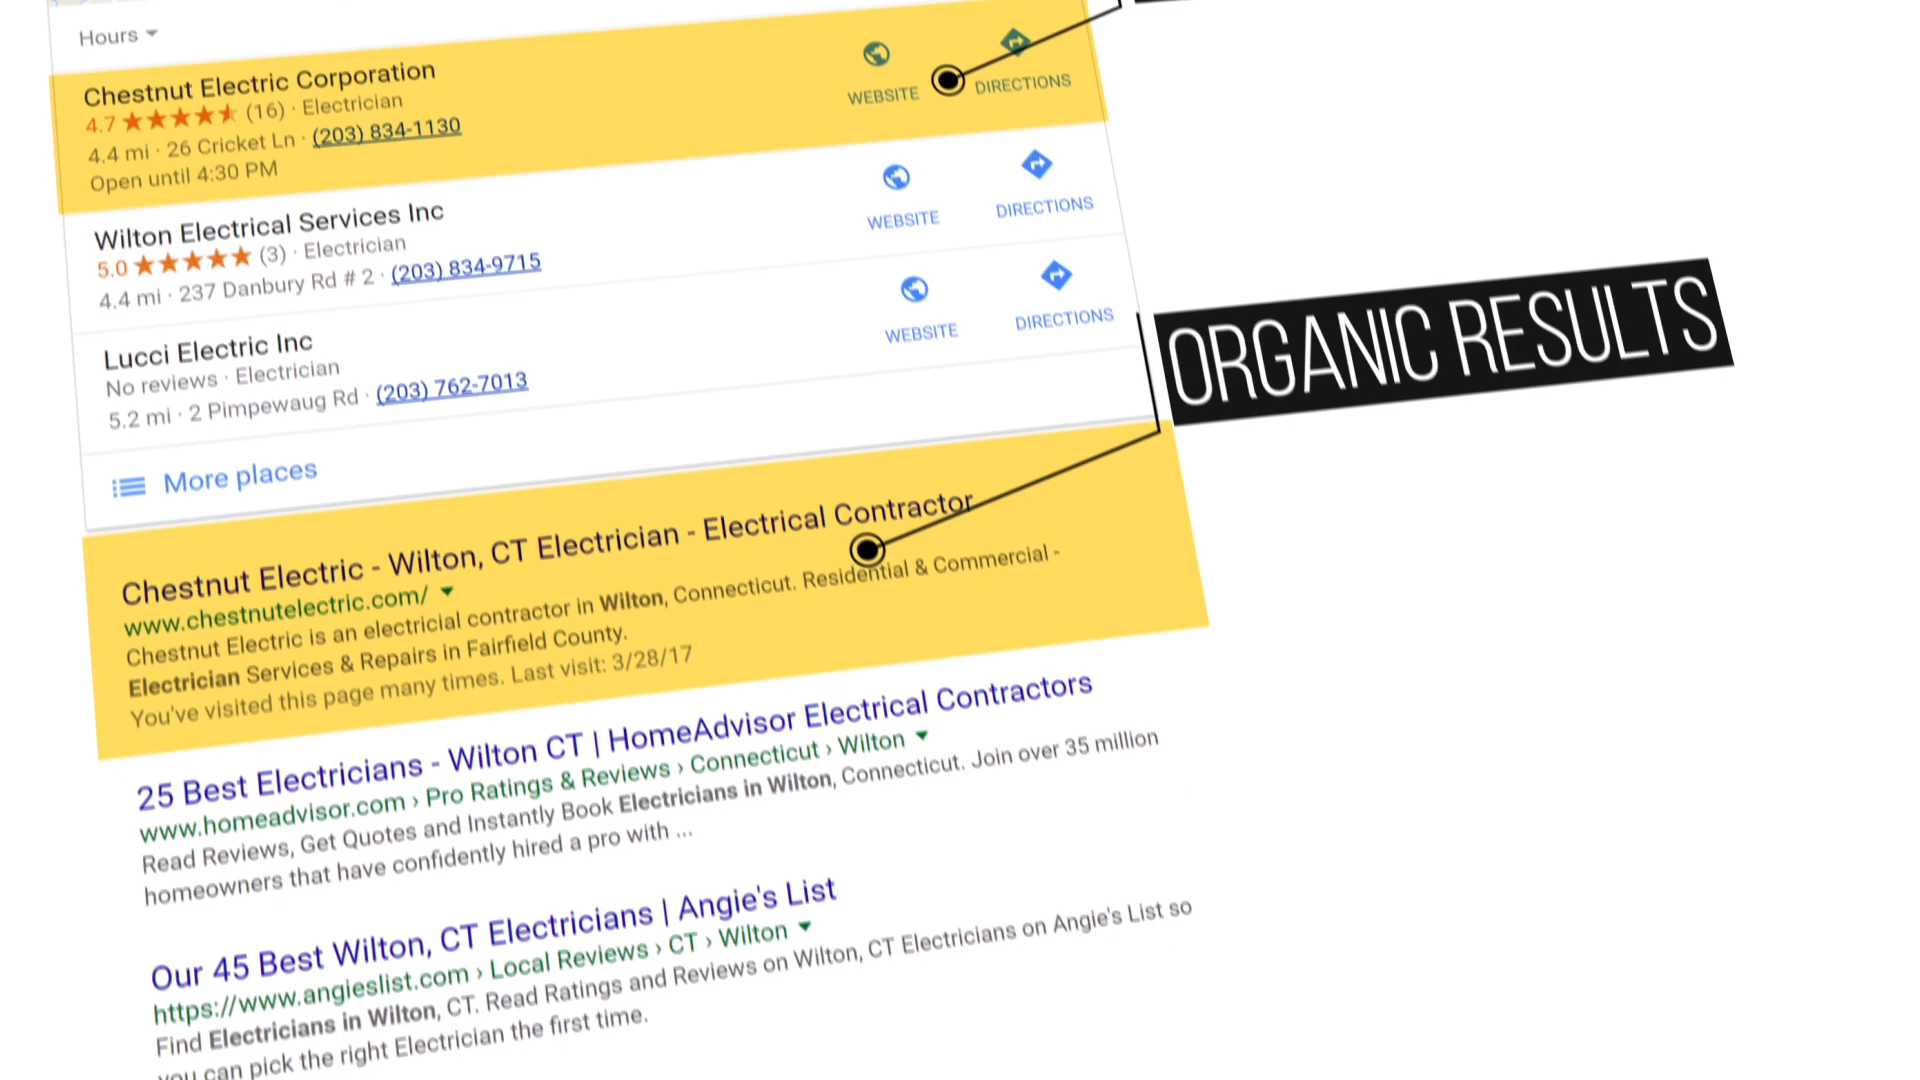 Hours
Chestnut Electric Corporation
4.7 (16) · Electrician
4.4 mi · 26 Cricket Ln · (203) 834-1130
Open until 4:30 PM
WEBSITE
DIRECTIONS
Wilton Electrical Services Inc
5.0 (3) · Electrician
4.4 mi · 237 Danbury Rd # 2 · (203) 834-9715
WEBSITE
DIRECTIONS
Lucci Electric Inc
No reviews · Electrician
5.2 mi · 2 Pimpewaug Rd · (203) 762-7013
WEBSITE
DIRECTIONS
More places
ORGANIC RESULTS
Chestnut Electric - Wilton, CT Electrician - Electrical Contractor
www.chestnutelectric.com/
Chestnut Electric is an electricial contractor in Wilton, Connecticut. Residential & Commercial -
Electrician Services & Repairs in Fairfield County.
You've visited this page many times. Last visit: 3/28/17
25 Best Electricians - Wilton CT | HomeAdvisor Electrical Contractors
www.homeadvisor.com › Pro Ratings & Reviews › Connecticut › Wilton
Read Reviews, Get Quotes and Instantly Book Electricians in Wilton, Connecticut. Join over 35 million
homeowners that have confidently hired a pro with ...
Our 45 Best Wilton, CT Electricians | Angie's List
https://www.angieslist.com › Local Reviews › CT › Wilton
Find Electricians in Wilton, CT. Read Ratings and Reviews on Wilton, CT Electricians on Angie's List so
you can pick the right Electrician the first time.